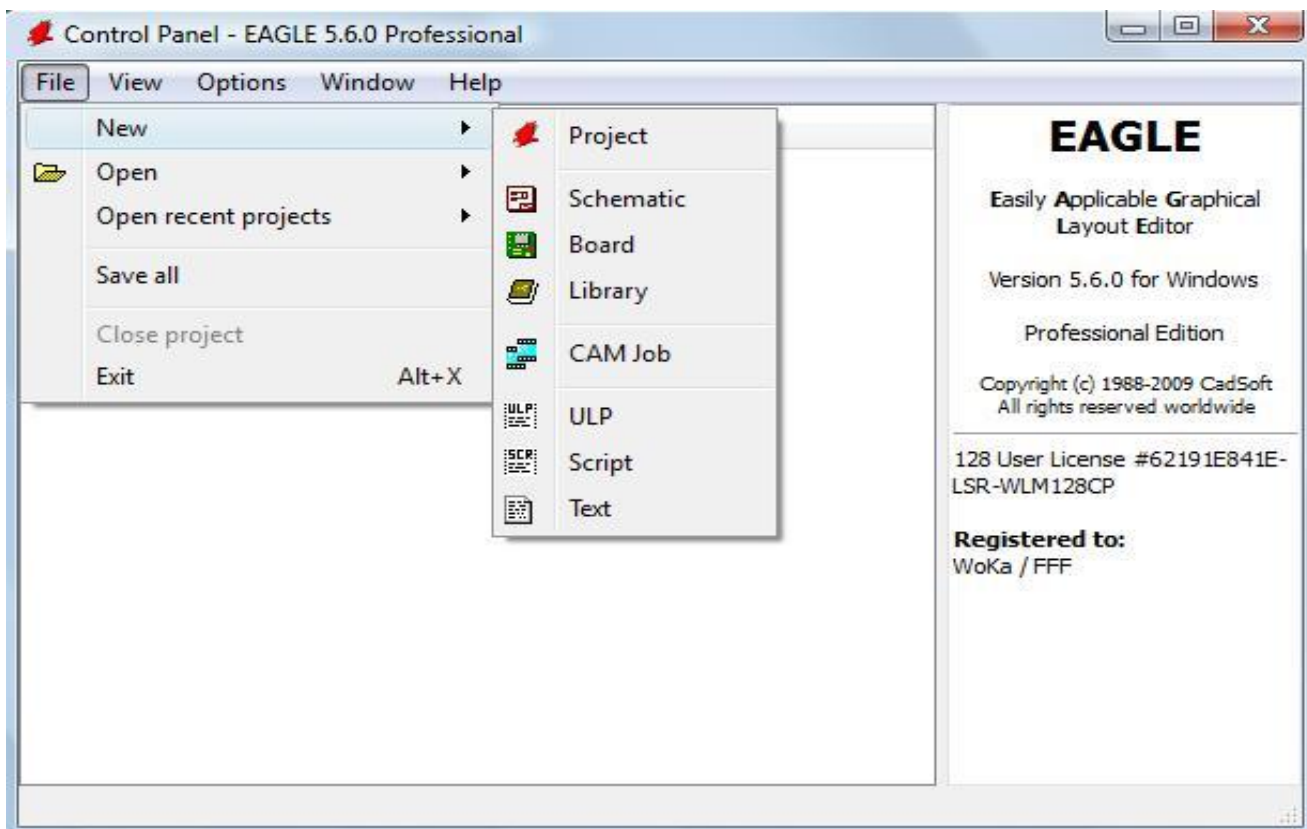 Control Panel - EAGLE 5.6.0 Professional
File View Options Window Help
New
Open
Open recent projects
Save all
Close project
Exit Alt+X
Project
Schematic
Board
Library
CAM Job
ULP
Script
Text
EAGLE
Easily Applicable Graphical
Layout Editor
Version 5.6.0 for Windows
Professional Edition
Copyright (c) 1988-2009 CadSoft
All rights reserved worldwide
128 User License #62191E841E-
LSR-WLM128CP
Registered to:
WoKa / FFF